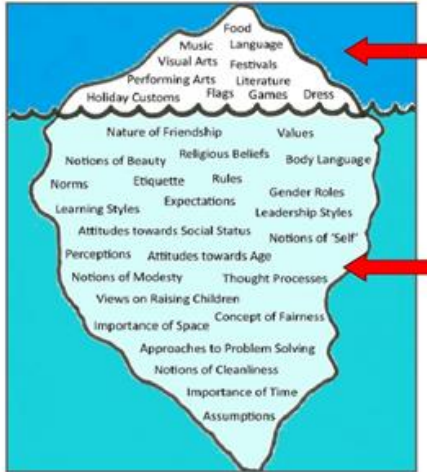 Food
Music Language
Visual Arts Festivals
Performing Arts Literature
Holiday Customs Flags Games Dress
Nature of Friendship Values
Notions of Beauty Religious Beliefs Body Language
Norms Etiquette Rules
Gender Roles
Learning Styles Expectations Leadership Styles
Attitudes towards Social Status Notions of 'Self'
Perceptions Attitudes towards Age
Notions of Modesty Thought Processes
Views on Raising Children
Importance of Space Concept of Fairness
Approaches to Problem Solving
Notions of Cleanliness
Importance of Time
Assumptions